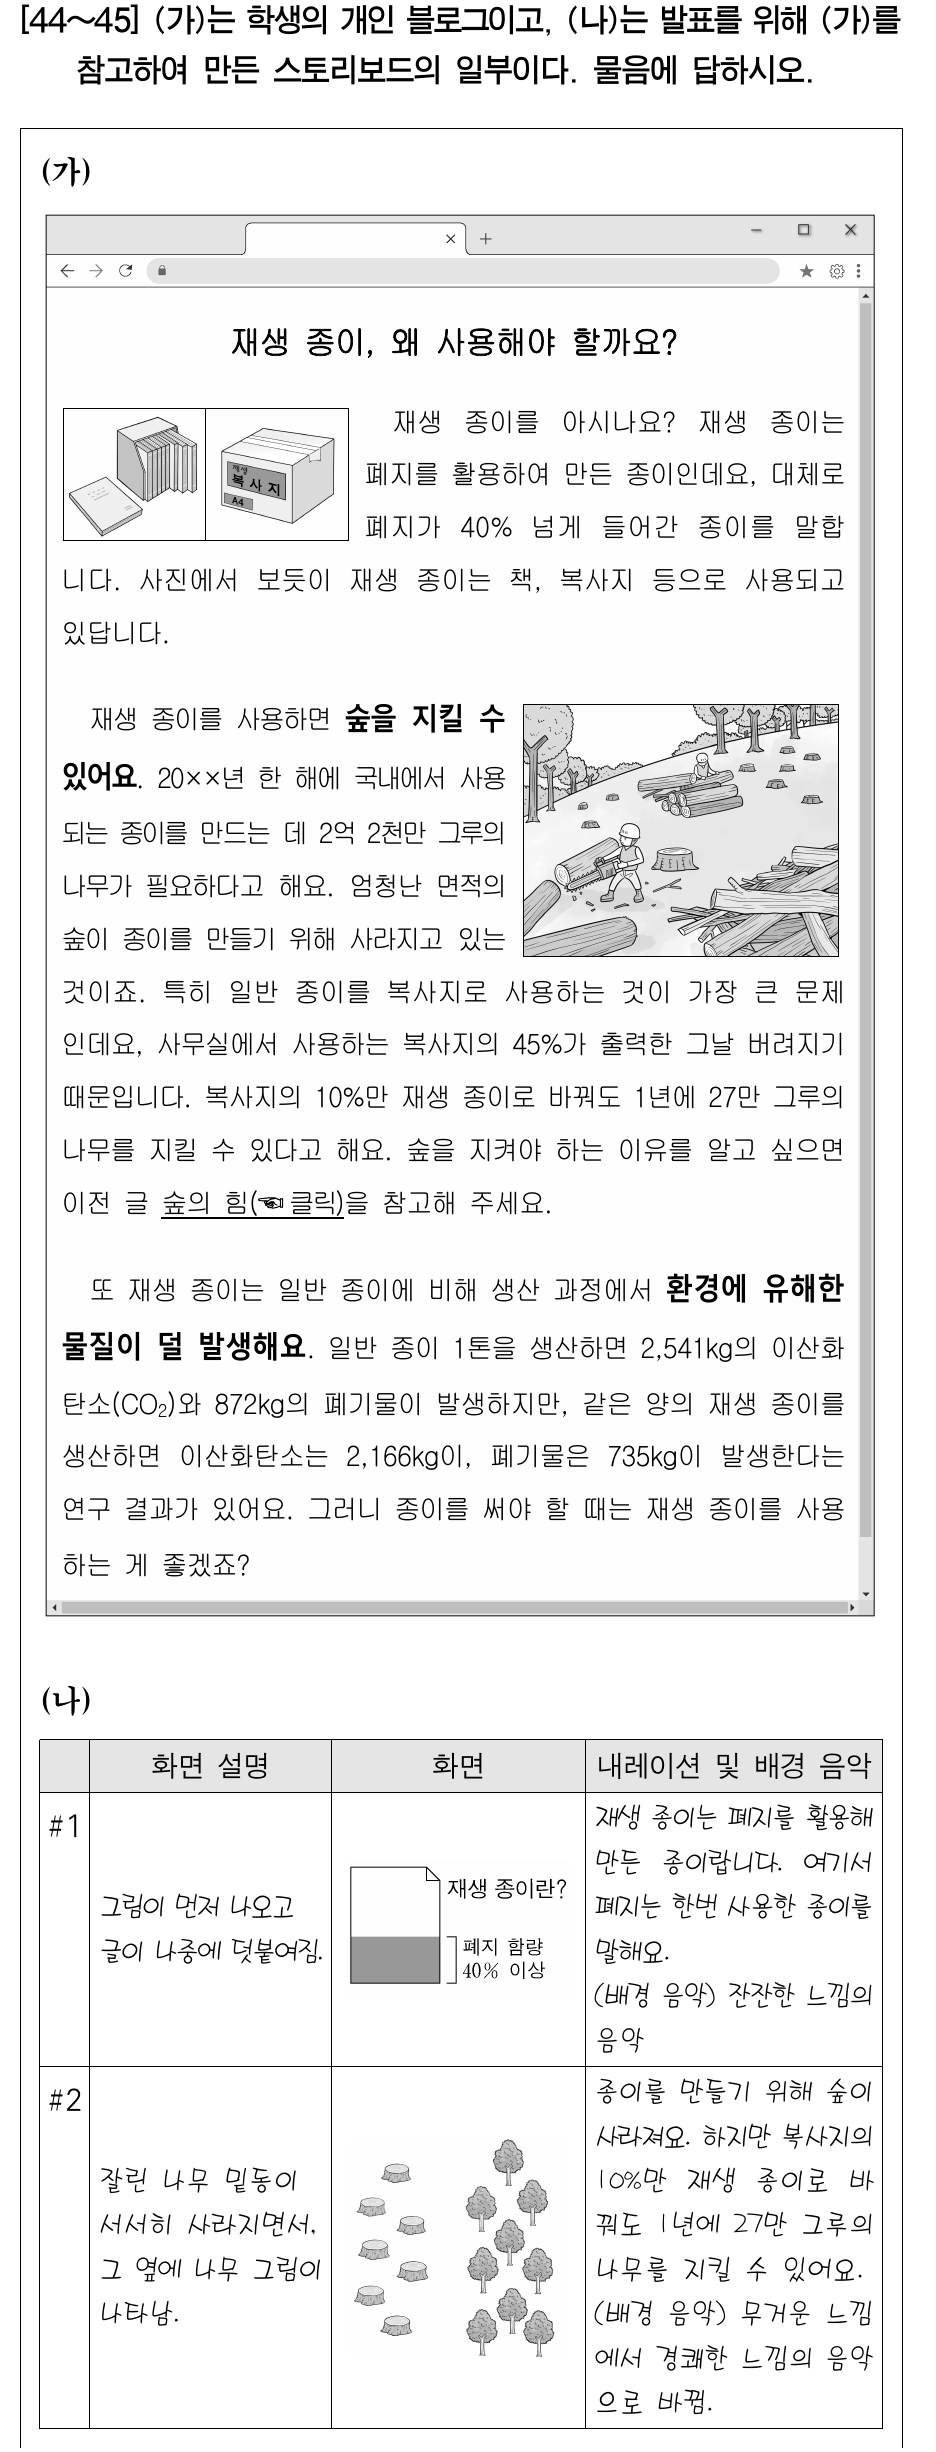 [44～45] (가)는 학생의 개인 블로그이고, (나)는 발표를 위해 (가)를
참고하여 만든 스토리보드의 일부이다. 물음에 답하시오.
(가)
재생 종이, 왜 사용해야 할까요?
재생
복사지
A4
재생 종이를 아시나요? 재생 종이는
폐지를 활용하여 만든 종이인데요, 대체로
폐지가 40% 넘게 들어간 종이를 말합
니다. 사진에서 보듯이 재생 종이는 책, 복사지 등으로 사용되고
있답니다.
재생 종이를 사용하면 숲을 지킬 수
있어요. 20××년 한 해에 국내에서 사용
되는 종이를 만드는 데 2억 2천만 그루의
나무가 필요하다고 해요. 엄청난 면적의
숲이 종이를 만들기 위해 사라지고 있는
것이죠. 특히 일반 종이를 복사지로 사용하는 것이 가장 큰 문제
인데요, 사무실에서 사용하는 복사지의 45%가 출력한 그날 버려지기
때문입니다. 복사지의 10%만 재생 종이로 바꿔도 1년에 27만 그루의
나무를 지킬 수 있다고 해요. 숲을 지켜야 하는 이유를 알고 싶으면
이전 글 숲의 힘(☜클릭)을 참고해 주세요.
또 재생 종이는 일반 종이에 비해 생산 과정에서 환경에 유해한
물질이 덜 발생해요. 일반 종이 1톤을 생산하면 2,541kg의 이산화
탄소(CO₂)와 872kg의 폐기물이 발생하지만, 같은 양의 재생 종이를
생산하면 이산화탄소는 2,166kg이, 폐기물은 735kg이 발생한다는
연구 결과가 있어요. 그러니 종이를 써야 할 때는 재생 종이를 사용
하는 게 좋겠죠?
(나)
화면 설명 화면 내레이션 및 배경 음악
#1
그림이 먼저 나오고
글이 나중에 덧붙여짐.
재생 종이란?
폐지 함량
40% 이상
재생 종이는 폐지를 활용해
만든 종이랍니다. 여기서
폐지는 한번 사용한 종이를
말해요.
(배경 음악) 잔잔한 느낌의
음악
#2
잘린 나무 밑동이
서서히 사라지면서,
그 옆에 나무 그림이
나타남.
종이를 만들기 위해 숲이
사라져요. 하지만 복사지의
10%만 재생 종이로 바
꿔도 1년에 27만 그루의
나무를 지킬 수 있어요.
(배경 음악) 무거운 느낌
에서 경쾌한 느낌의 음악
으로 바뀜.